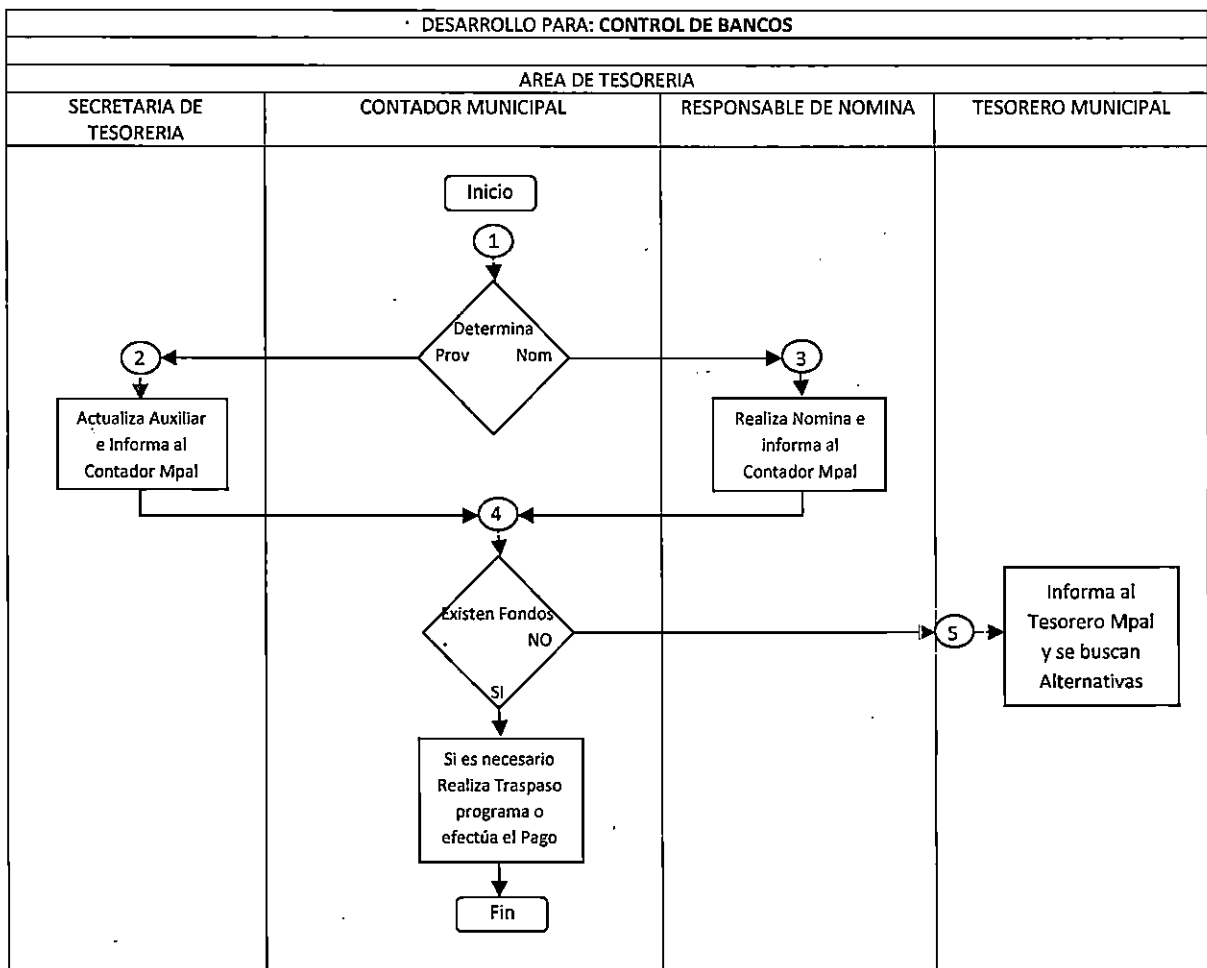 DESARROLLO PARA: CONTROL DE BANCOS
AREA DE TESORERIA
SECRETARIA DE
TESORERIA
CONTADOR MUNICIPAL
RESPONSABLE DE NOMINA
TESORERO MUNICIPAL
Inicio
1
Determina
Prov Nom
2
3
Actualiza Auxiliar
e Informa al
Contador Mpal
Realiza Nomina e
informa al
Contador Mpal
4
Existen Fondos
NO
SI
5
Informa al
Tesorero Mpal
y se buscan
Alternativas
Si es necesario
Realiza Traspaso
programa o
efectúa el Pago
Fin